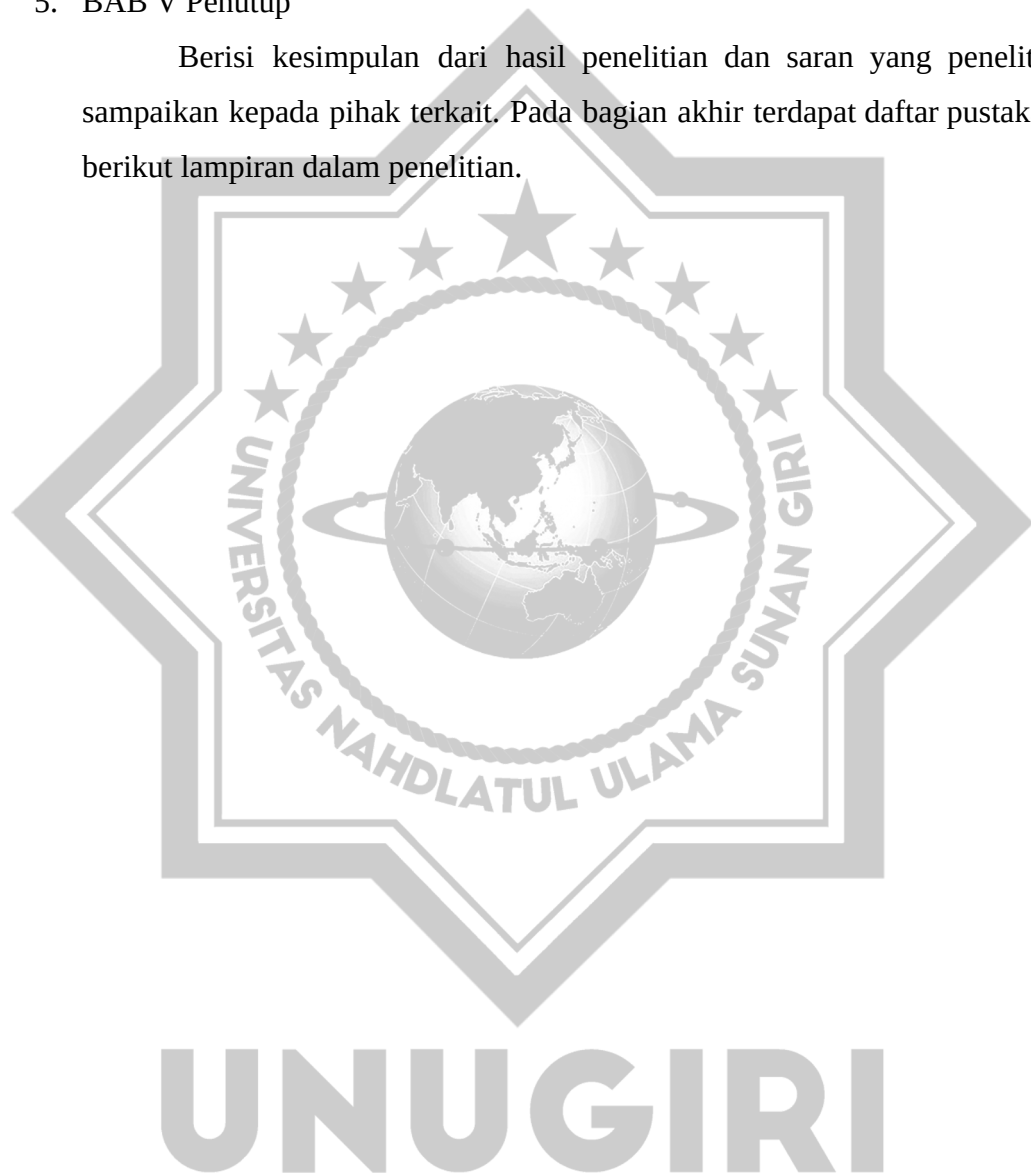 5. BAB V Penutup
Berisi kesimpulan dari hasil penelitian dan saran yang penelit
sampaikan kepada pihak terkait. Pada bagian akhir terdapat daftar pustak
berikut lampiran dalam penelitian.
UNIVERSITAS NAHDLATUL ULAMA SUNAN GIRI
UNUGIRI